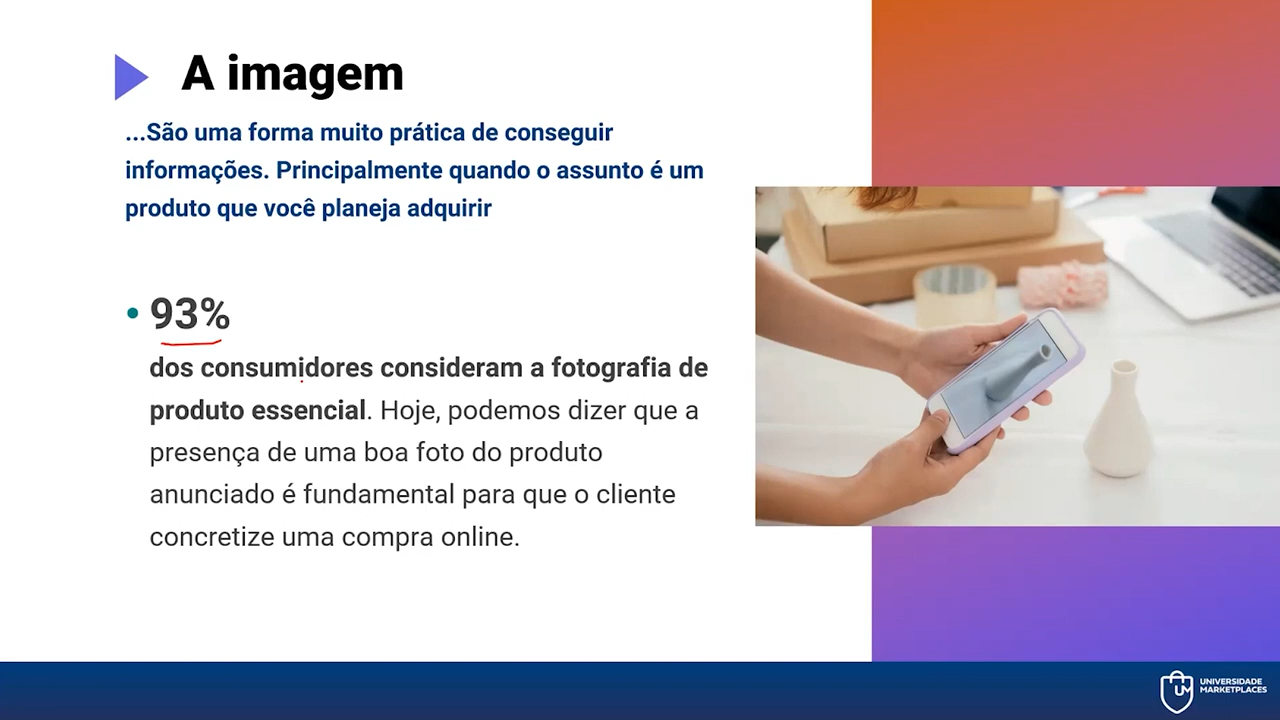 A imagem
...São uma forma muito prática de conseguir
informações. Principalmente quando o assunto é um
produto que você planeja adquirir
• 93%
dos consumidores consideram a fotografia de
produto essencial. Hoje, podemos dizer que a
presença de uma boa foto do produto
anunciado é fundamental para que o cliente
concretize uma compra online.
UM
UNIVERSIDADE
MARKETPLACES